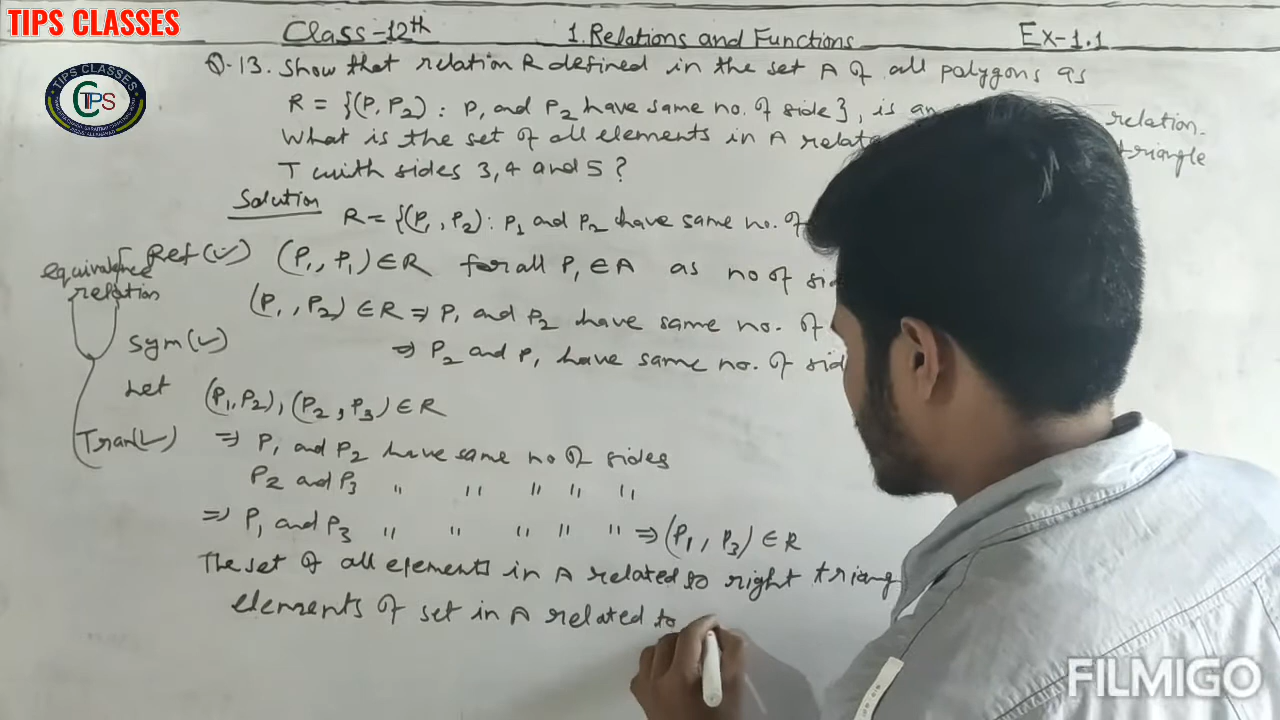 TIPS CLASSES
Class-12th 1. Relations and Functions Ex-1.1
TIPS CLASSES
TIPS
Q.13. Show that relation R defined in the set A of all polygons as
R = {(P, P2) : P, and P2 have same no. of side}, is an relation.
What is the set of all elements in A relat triangle
T with sides 3, 4 and 5 ?
Solution
R = {(P1, P2) : P1 and P2 have same no. of
Ref(✓) (P1, P1) ∈ R for all P1 ∈ A as no of sid
equivalence
relation
(P1, P2) ∈ R ⇒ P1 and P2 have same no. of
Sym(✓) ⇒ P2 and P1 have same no. of sid
Let (P1, P2), (P2, P3) ∈ R
Tran(✓) ⇒ P1 and P2 have same no of sides
P2 and P3 " " " " "
⇒ P1 and P3 " " " " " ⇒ (P1, P3) ∈ R
The set of all elements in A related to right triang
elements of set in A related to
FILMIGO